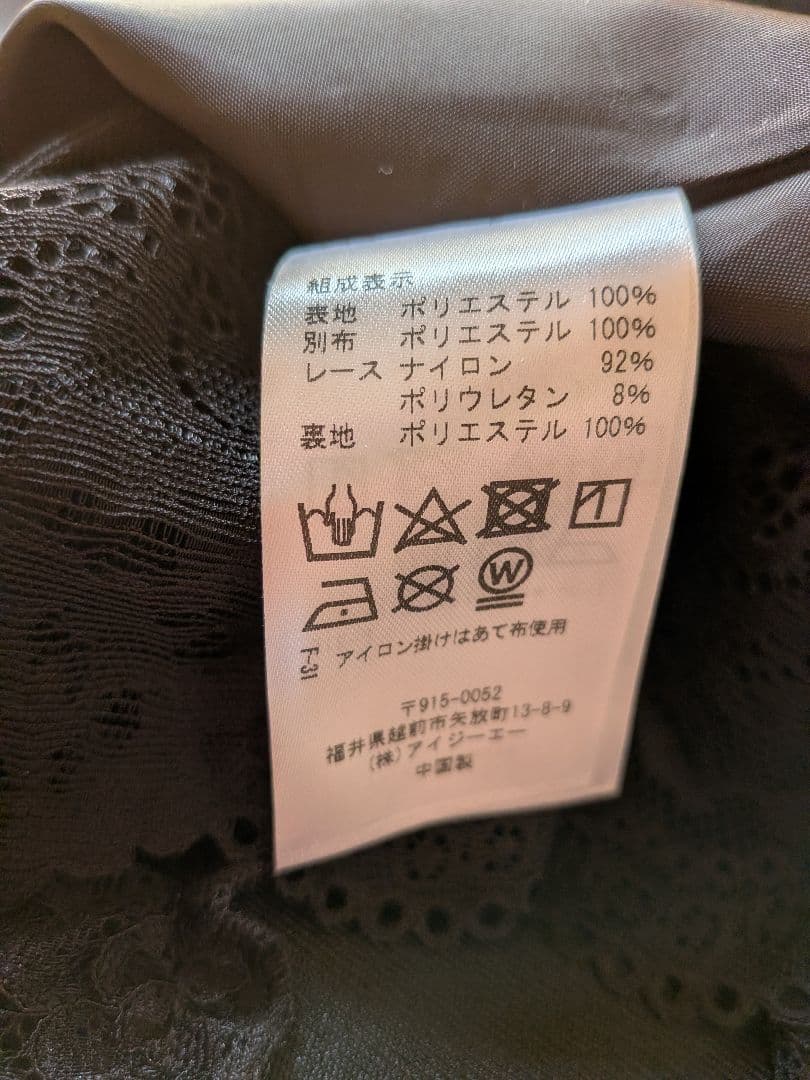 組成表示
表地 ポリエステル 100%
別布 ポリエステル 100%
レース ナイロン 92%
ポリウレタン 8%
裏地 ポリエステル 100%
W
F-31 アイロン掛けはあて布使用
〒915-0052
福井県越前市矢放町13-8-9
(株)アイジーエー
中国製